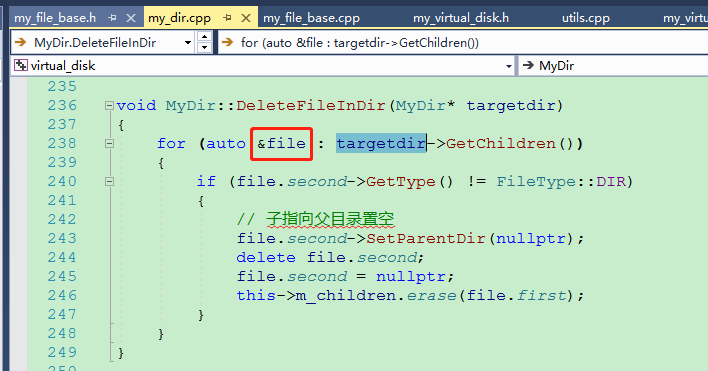 my_file_base.h my_dir.cpp my_file_base.cpp my_virtual_disk.h utils.cpp my_virtu
MyDir.DeleteFileInDir for (auto &file : targetdir->GetChildren())
virtual_disk MyDir
235
236 void MyDir::DeleteFileInDir(MyDir* targetdir)
237 {
238 for (auto &file : targetdir->GetChildren())
239 {
240 if (file.second->GetType() != FileType::DIR)
241 {
242 // 子指向父目录置空
243 file.second->SetParentDir(nullptr);
244 delete file.second;
245 file.second = nullptr;
246 this->m_children.erase(file.first);
247 }
248 }
249 }